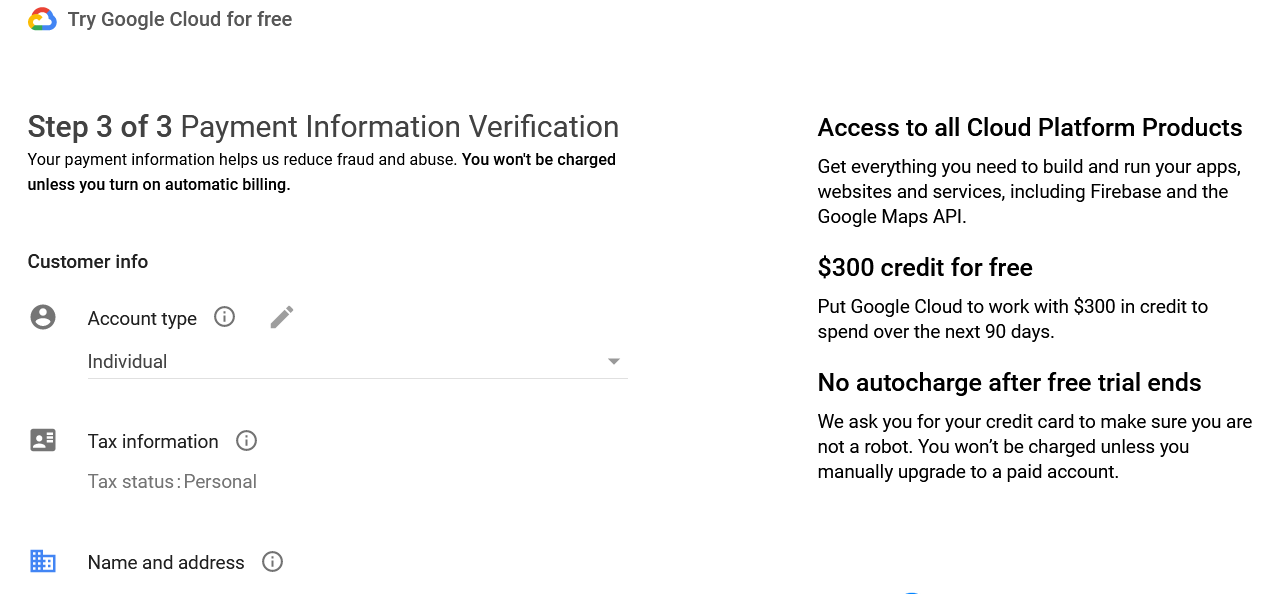 Try Google Cloud for free
Step 3 of 3 Payment Information Verification
Your payment information helps us reduce fraud and abuse. You won't be charged
unless you turn on automatic billing.
Customer info
Account type
Individual
Tax information
Tax status: Personal
Name and address
Access to all Cloud Platform Products
Get everything you need to build and run your apps,
websites and services, including Firebase and the
Google Maps API.
$300 credit for free
Put Google Cloud to work with $300 in credit to
spend over the next 90 days.
No autocharge after free trial ends
We ask you for your credit card to make sure you are
not a robot. You won’t be charged unless you
manually upgrade to a paid account.